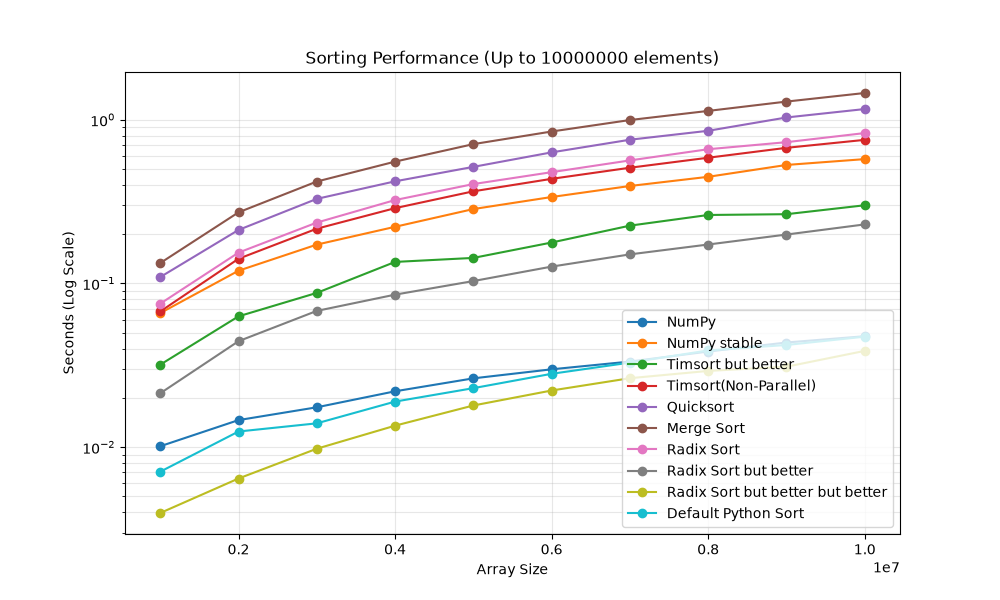 Sorting Performance (Up to 10000000 elements)
Seconds (Log Scale)
10⁰
10⁻¹
10⁻²
NumPy
NumPy stable
Timsort but better
Timsort(Non-Parallel)
Quicksort
Merge Sort
Radix Sort
Radix Sort but better
Radix Sort but better but better
Default Python Sort
0.2 0.4 0.6 0.8 1.0
1e7
Array Size